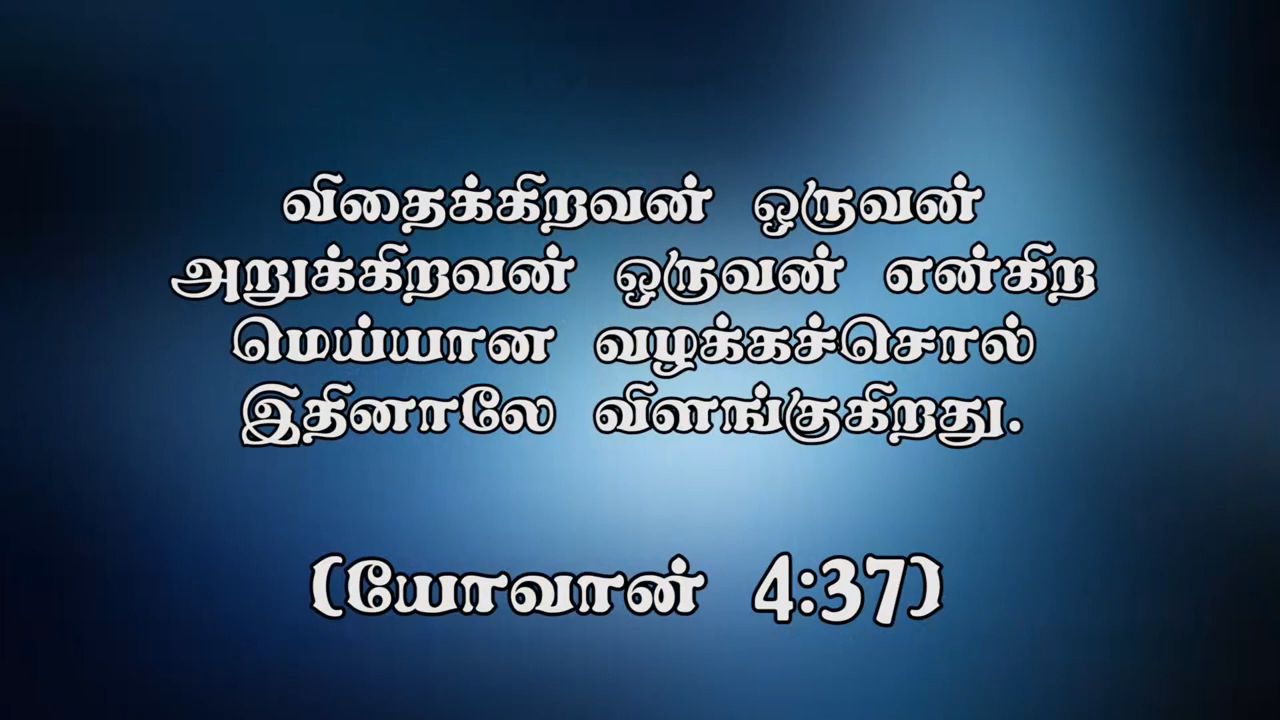 விதைக்கிறவன் ஒருவன்
அறுக்கிறவன் ஒருவன் என்கிற
மெய்யான வழக்கச்சொல்
இதினாலே விளங்குகிறது.
(யோவான் 4:37)